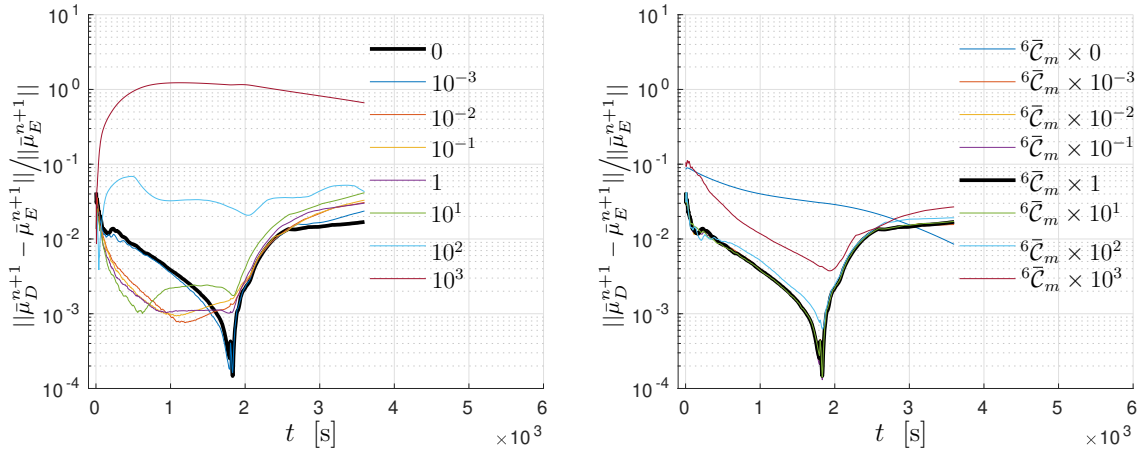 ||μ̄_D^{n+1} − μ̄_E^{n+1}||/||μ̄_E^{n+1}||
10^1
10^0
10^{-1}
10^{-2}
10^{-3}
10^{-4}
0
10^{-3}
10^{-2}
10^{-1}
1
10^1
10^2
10^3
0 1 2 3 4 5 6
t [s]
×10^3
||μ̄_D^{n+1} − μ̄_E^{n+1}||/||μ̄_E^{n+1}||
10^1
10^0
10^{-1}
10^{-2}
10^{-3}
10^{-4}
^6C̄_m × 0
^6C̄_m × 10^{-3}
^6C̄_m × 10^{-2}
^6C̄_m × 10^{-1}
^6C̄_m × 1
^6C̄_m × 10^1
^6C̄_m × 10^2
^6C̄_m × 10^3
0 1 2 3 4 5 6
t [s]
×10^3